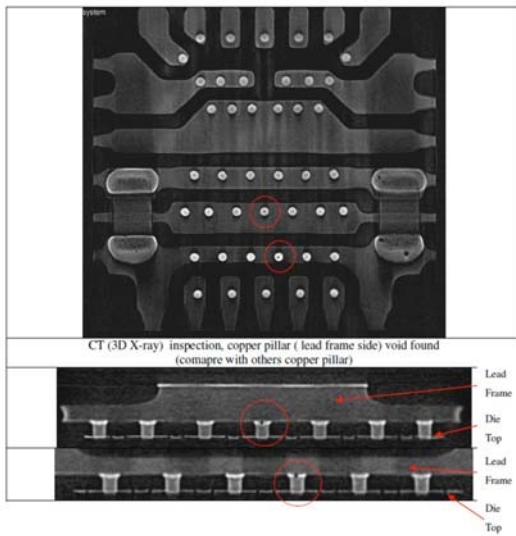 system
CT (3D X-ray) inspection, copper pillar ( lead frame side) void found
(comapre with others copper pillar)
Lead
Frame
Die
Top
Lead
Frame
Die
Top